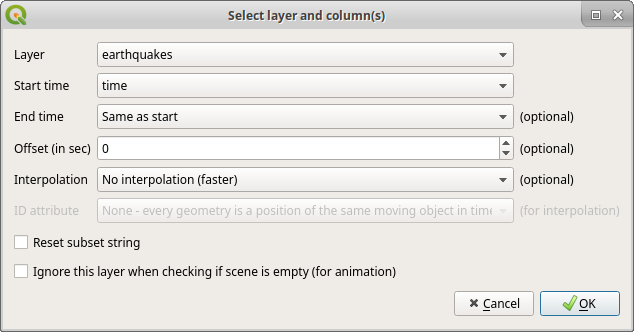 Select layer and column(s)
Layer earthquakes
Start time time
End time Same as start (optional)
Offset (in sec) 0 (optional)
Interpolation No interpolation (faster) (optional)
ID attribute None - every geometry is a position of the same moving object in time (for interpolation)
Reset subset string
Ignore this layer when checking if scene is empty (for animation)
Cancel OK